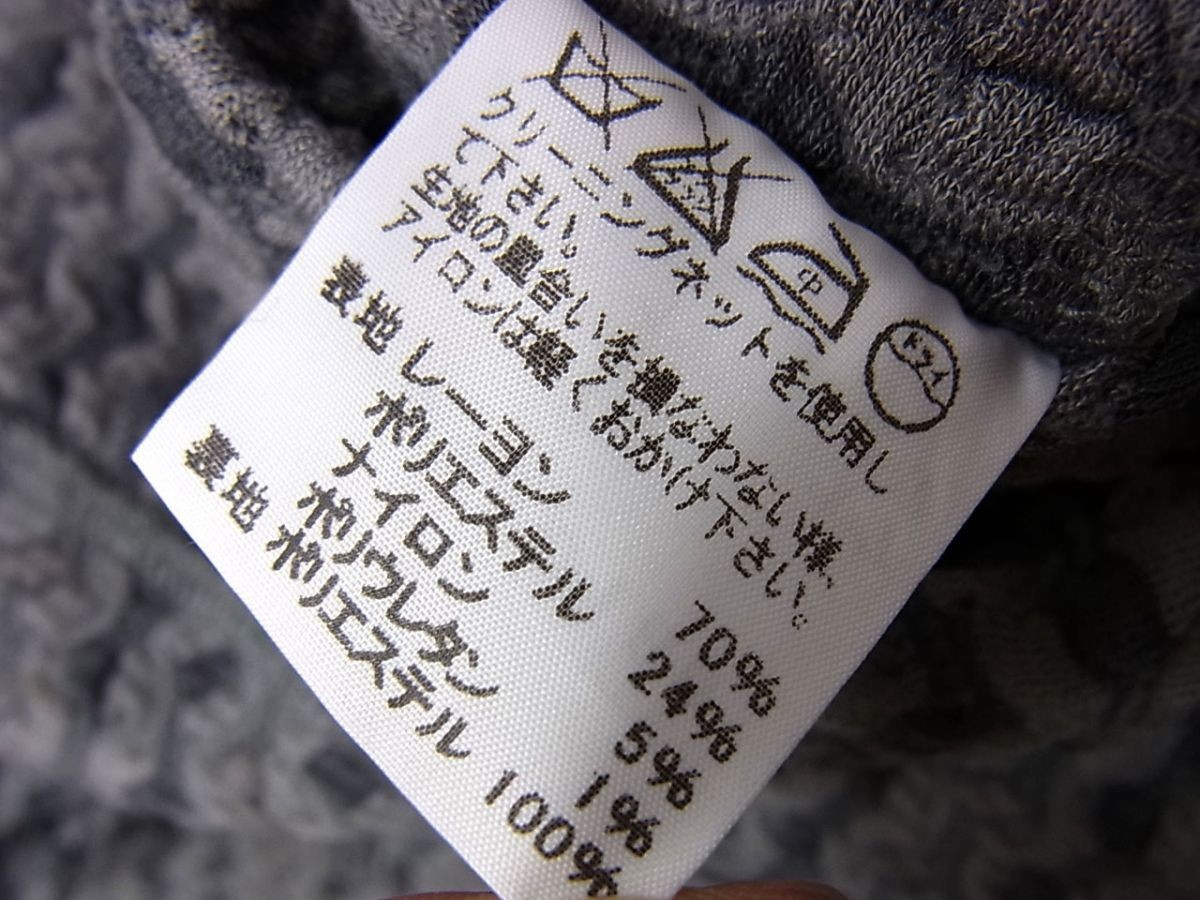 中 ドライ
クリーニングネットを使用し
て下さい。
生地の風合いを損なわない様、
アイロンは軽くおかけ下さい。
表地 レーヨン 70%
ポリエステル 24%
ナイロン 5%
ポリウレタン 1%
裏地 ポリエステル 100%